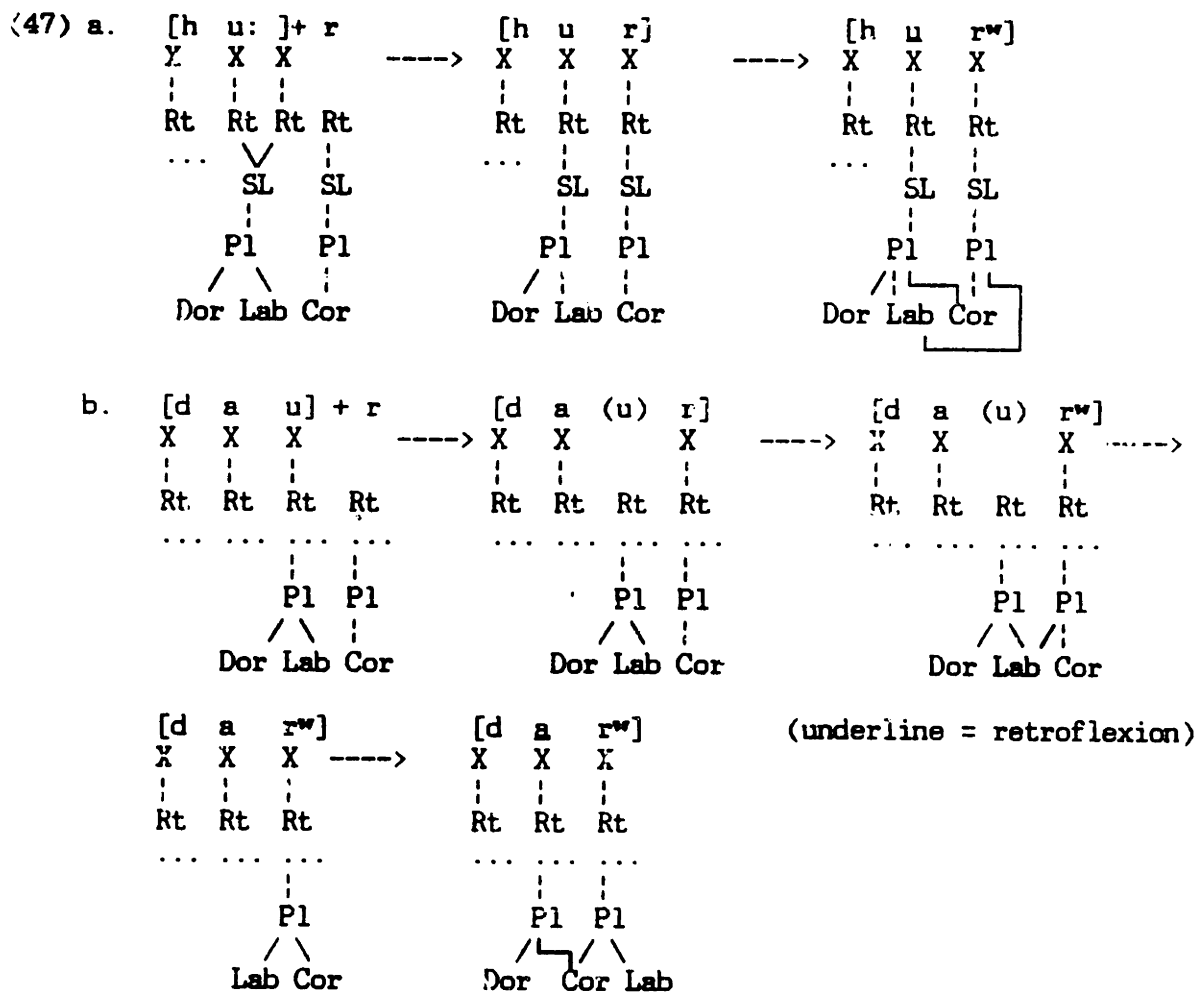 (47) a. [h u: ]+ r [h u r] [h u rʷ]
X X X ----> X X X ----> X X X
Rt Rt Rt Rt Rt Rt Rt Rt Rt Rt
... ... ...
SL SL SL SL SL SL
Pl Pl Pl Pl Pl Pl
Dor Lab Cor Dor Lab Cor Dor Lab Cor
b. [d a u] + r [d a (u) r] [d a (u) rʷ]
X X X ----> X X X ----> X X X ---->
Rt Rt Rt Rt Rt Rt Rt Rt Rt Rt Rt Rt
... ... ... ... ... ... ... ... ... ... ... ...
Pl Pl Pl Pl Pl Pl
Dor Lab Cor Dor Lab Cor Dor Lab Cor
[d a rʷ] [d a rʷ] (underline = retroflexion)
X X X ----> X X X
Rt Rt Rt Rt Rt Rt
... ... ... ... ... ...
Pl Pl Pl
Lab Cor Dor Cor Lab